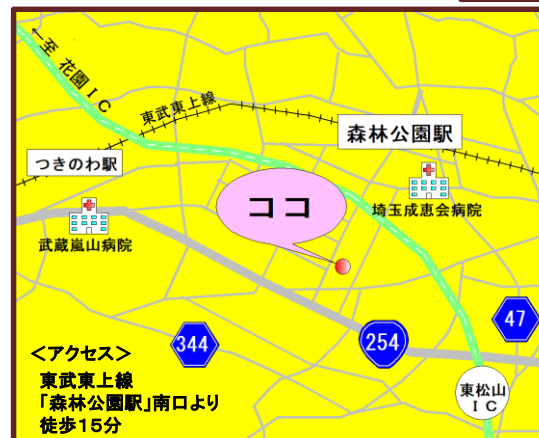 ←至 花園ＩＣ
東武東上線
森林公園駅
つきのわ駅
埼玉成恵会病院
ココ
武蔵嵐山病院
47
344
254
＜アクセス＞
東武東上線
「森林公園駅」南口より
徒歩１５分
東松山
ＩＣ